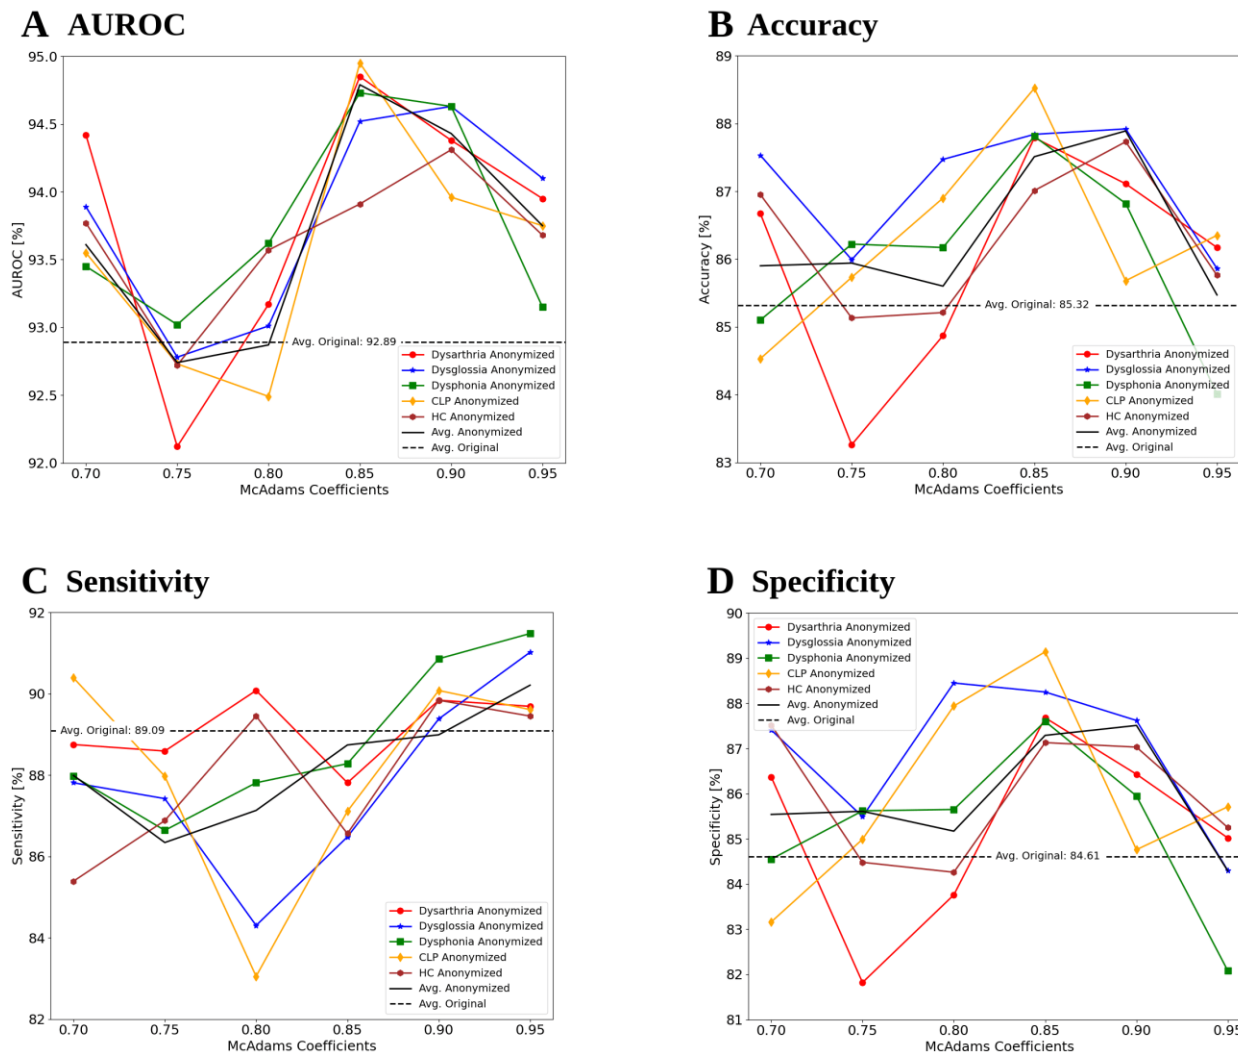 A AUROC
95.0
94.5
94.0
93.5
93.0
92.5
92.0
AUROC [%]
Avg. Original: 92.89
Dysarthria Anonymized
Dysglossia Anonymized
Dysphonia Anonymized
CLP Anonymized
HC Anonymized
Avg. Anonymized
Avg. Original
0.70 0.75 0.80 0.85 0.90 0.95
McAdams Coefficients
B Accuracy
89
88
87
86
85
84
83
Accuracy [%]
Avg. Original: 85.32
Dysarthria Anonymized
Dysglossia Anonymized
Dysphonia Anonymized
CLP Anonymized
HC Anonymized
Avg. Anonymized
Avg. Original
0.70 0.75 0.80 0.85 0.90 0.95
McAdams Coefficients
C Sensitivity
92
90
88
86
84
82
Sensitivity [%]
Avg. Original: 89.09
Dysarthria Anonymized
Dysglossia Anonymized
Dysphonia Anonymized
CLP Anonymized
HC Anonymized
Avg. Anonymized
Avg. Original
0.70 0.75 0.80 0.85 0.90 0.95
McAdams Coefficients
D Specificity
90
89
88
87
86
85
84
83
82
81
Specificity [%]
Dysarthria Anonymized
Dysglossia Anonymized
Dysphonia Anonymized
CLP Anonymized
HC Anonymized
Avg. Anonymized
Avg. Original
Avg. Original: 84.61
0.70 0.75 0.80 0.85 0.90 0.95
McAdams Coefficients